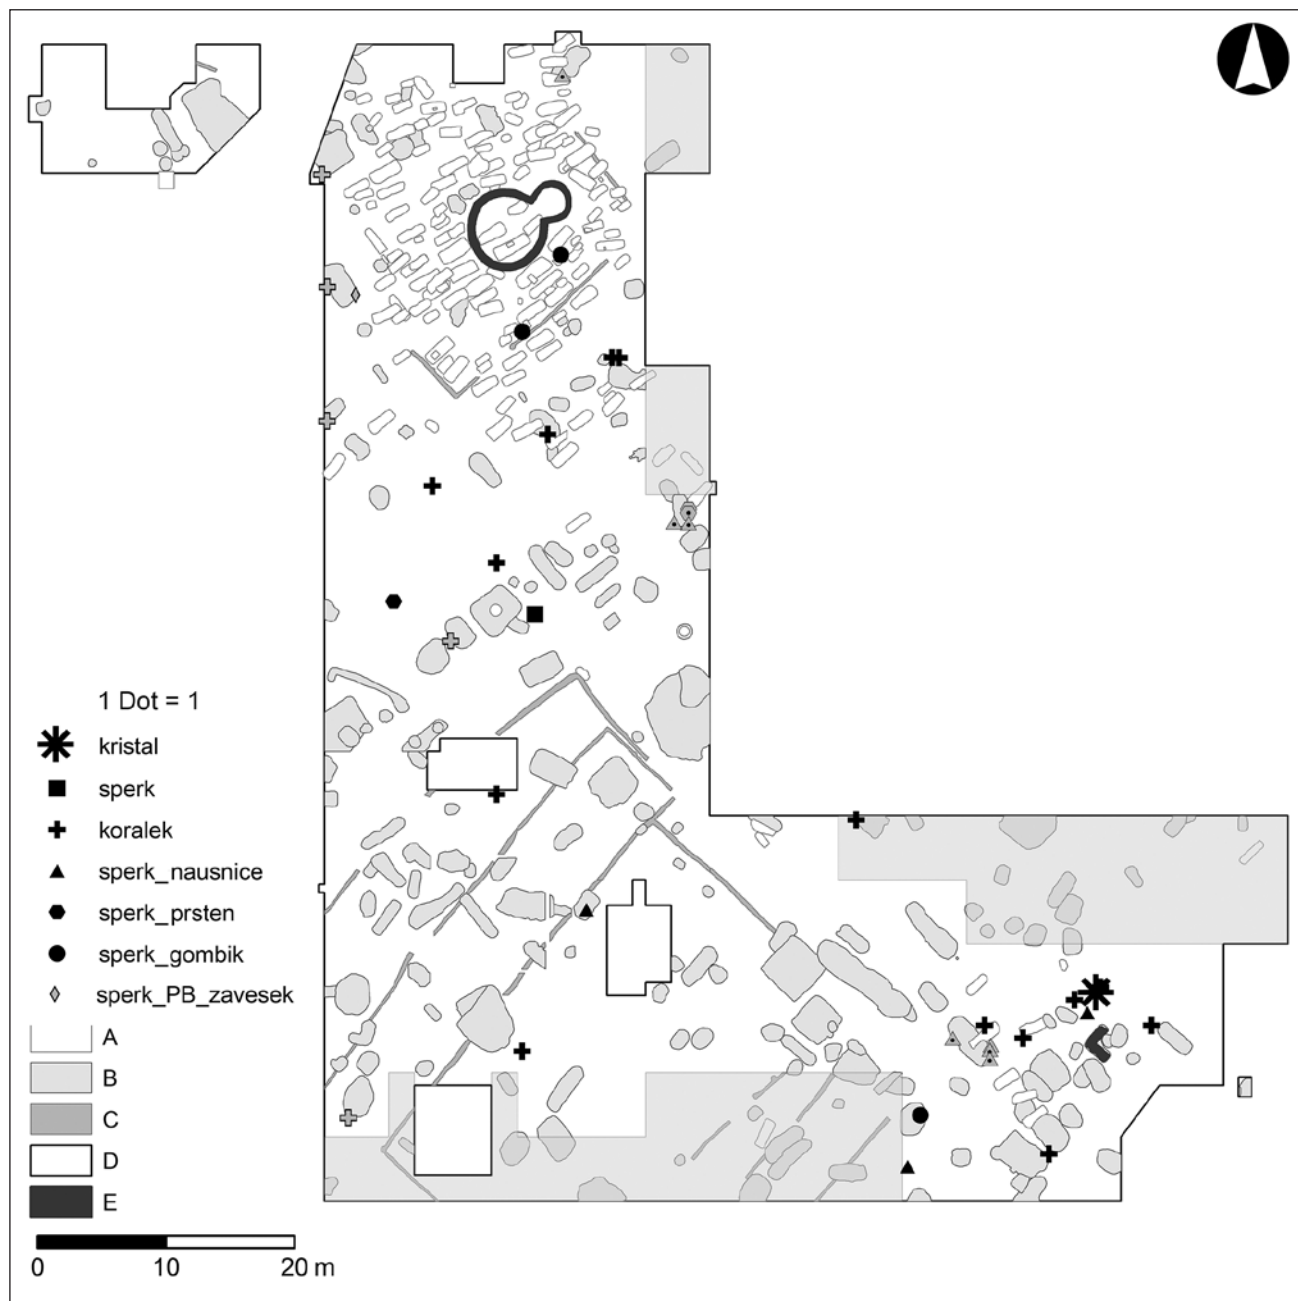 1 Dot = 1
kristal
sperk
koralek
sperk_nausnice
sperk_prsten
sperk_gombik
sperk_PB_zavesek
A
B
C
D
E
0 10 20 m